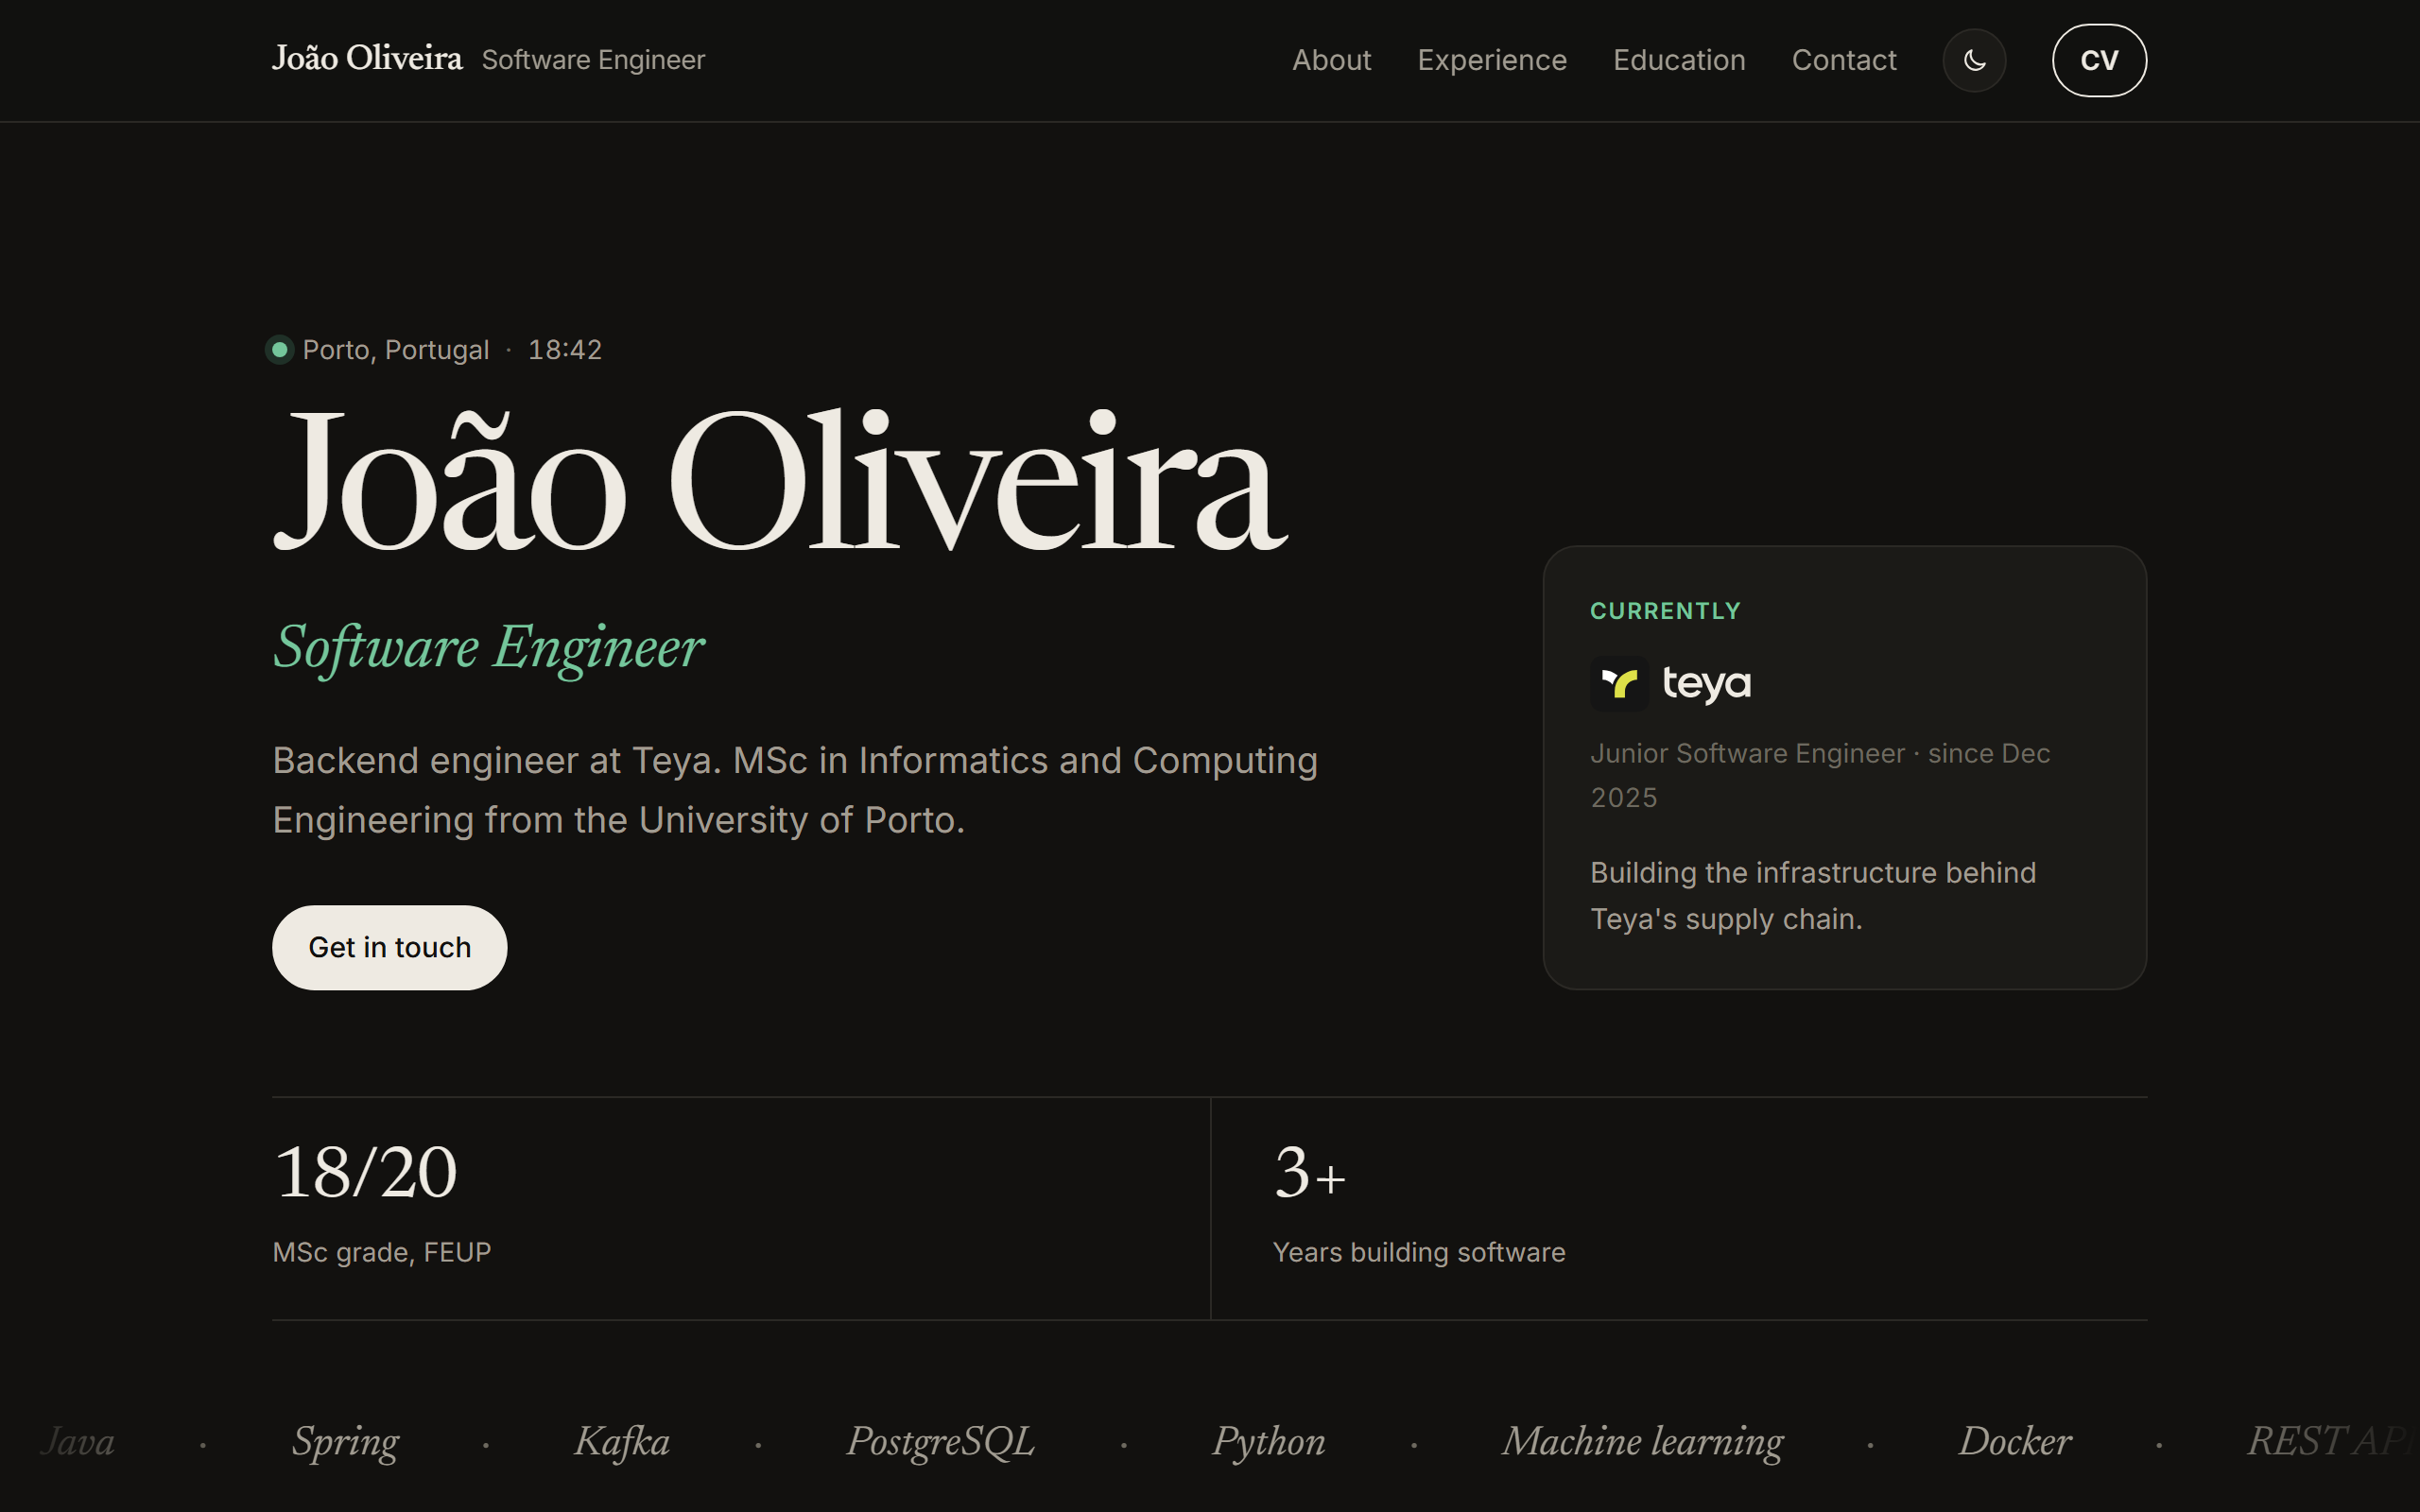 João Oliveira Software Engineer
About Experience Education Contact CV
Porto, Portugal · 18:42
João Oliveira
Software Engineer
Backend engineer at Teya. MSc in Informatics and Computing
Engineering from the University of Porto.
Get in touch
CURRENTLY
teya
Junior Software Engineer · since Dec
2025
Building the infrastructure behind
Teya's supply chain.
18/20
MSc grade, FEUP
3+
Years building software
Java · Spring · Kafka · PostgreSQL · Python · Machine learning · Docker · REST AP